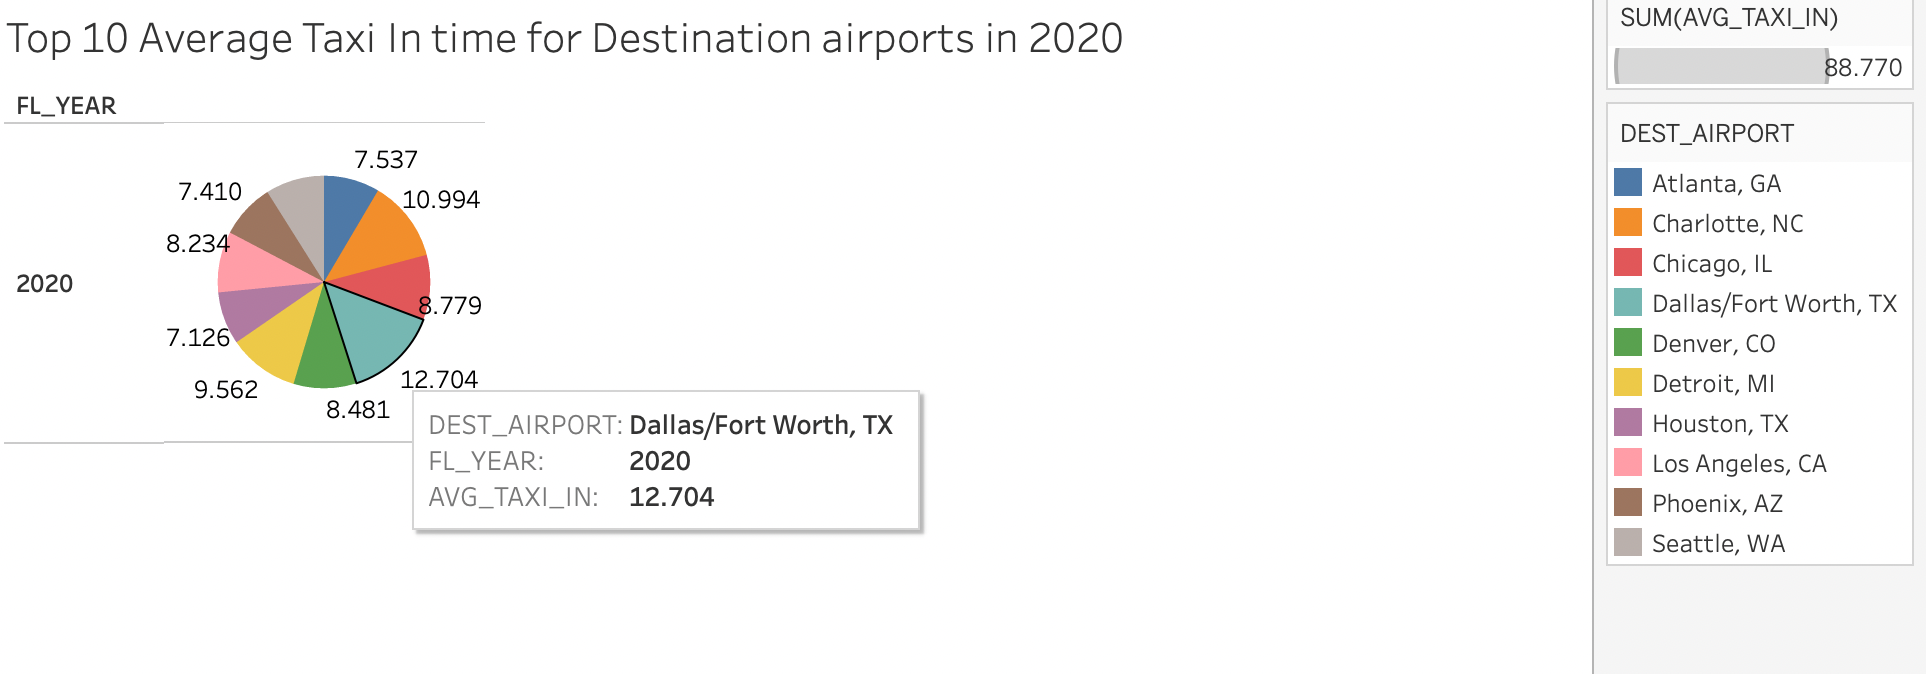 Top 10 Average Taxi In time for Destination airports in 2020
FL_YEAR
2020
7.537
10.994
8.779
12.704
8.481
9.562
7.126
8.234
7.410
DEST_AIRPORT: Dallas/Fort Worth, TX
FL_YEAR: 2020
AVG_TAXI_IN: 12.704
SUM(AVG_TAXI_IN)
88.770
DEST_AIRPORT
Atlanta, GA
Charlotte, NC
Chicago, IL
Dallas/Fort Worth, TX
Denver, CO
Detroit, MI
Houston, TX
Los Angeles, CA
Phoenix, AZ
Seattle, WA